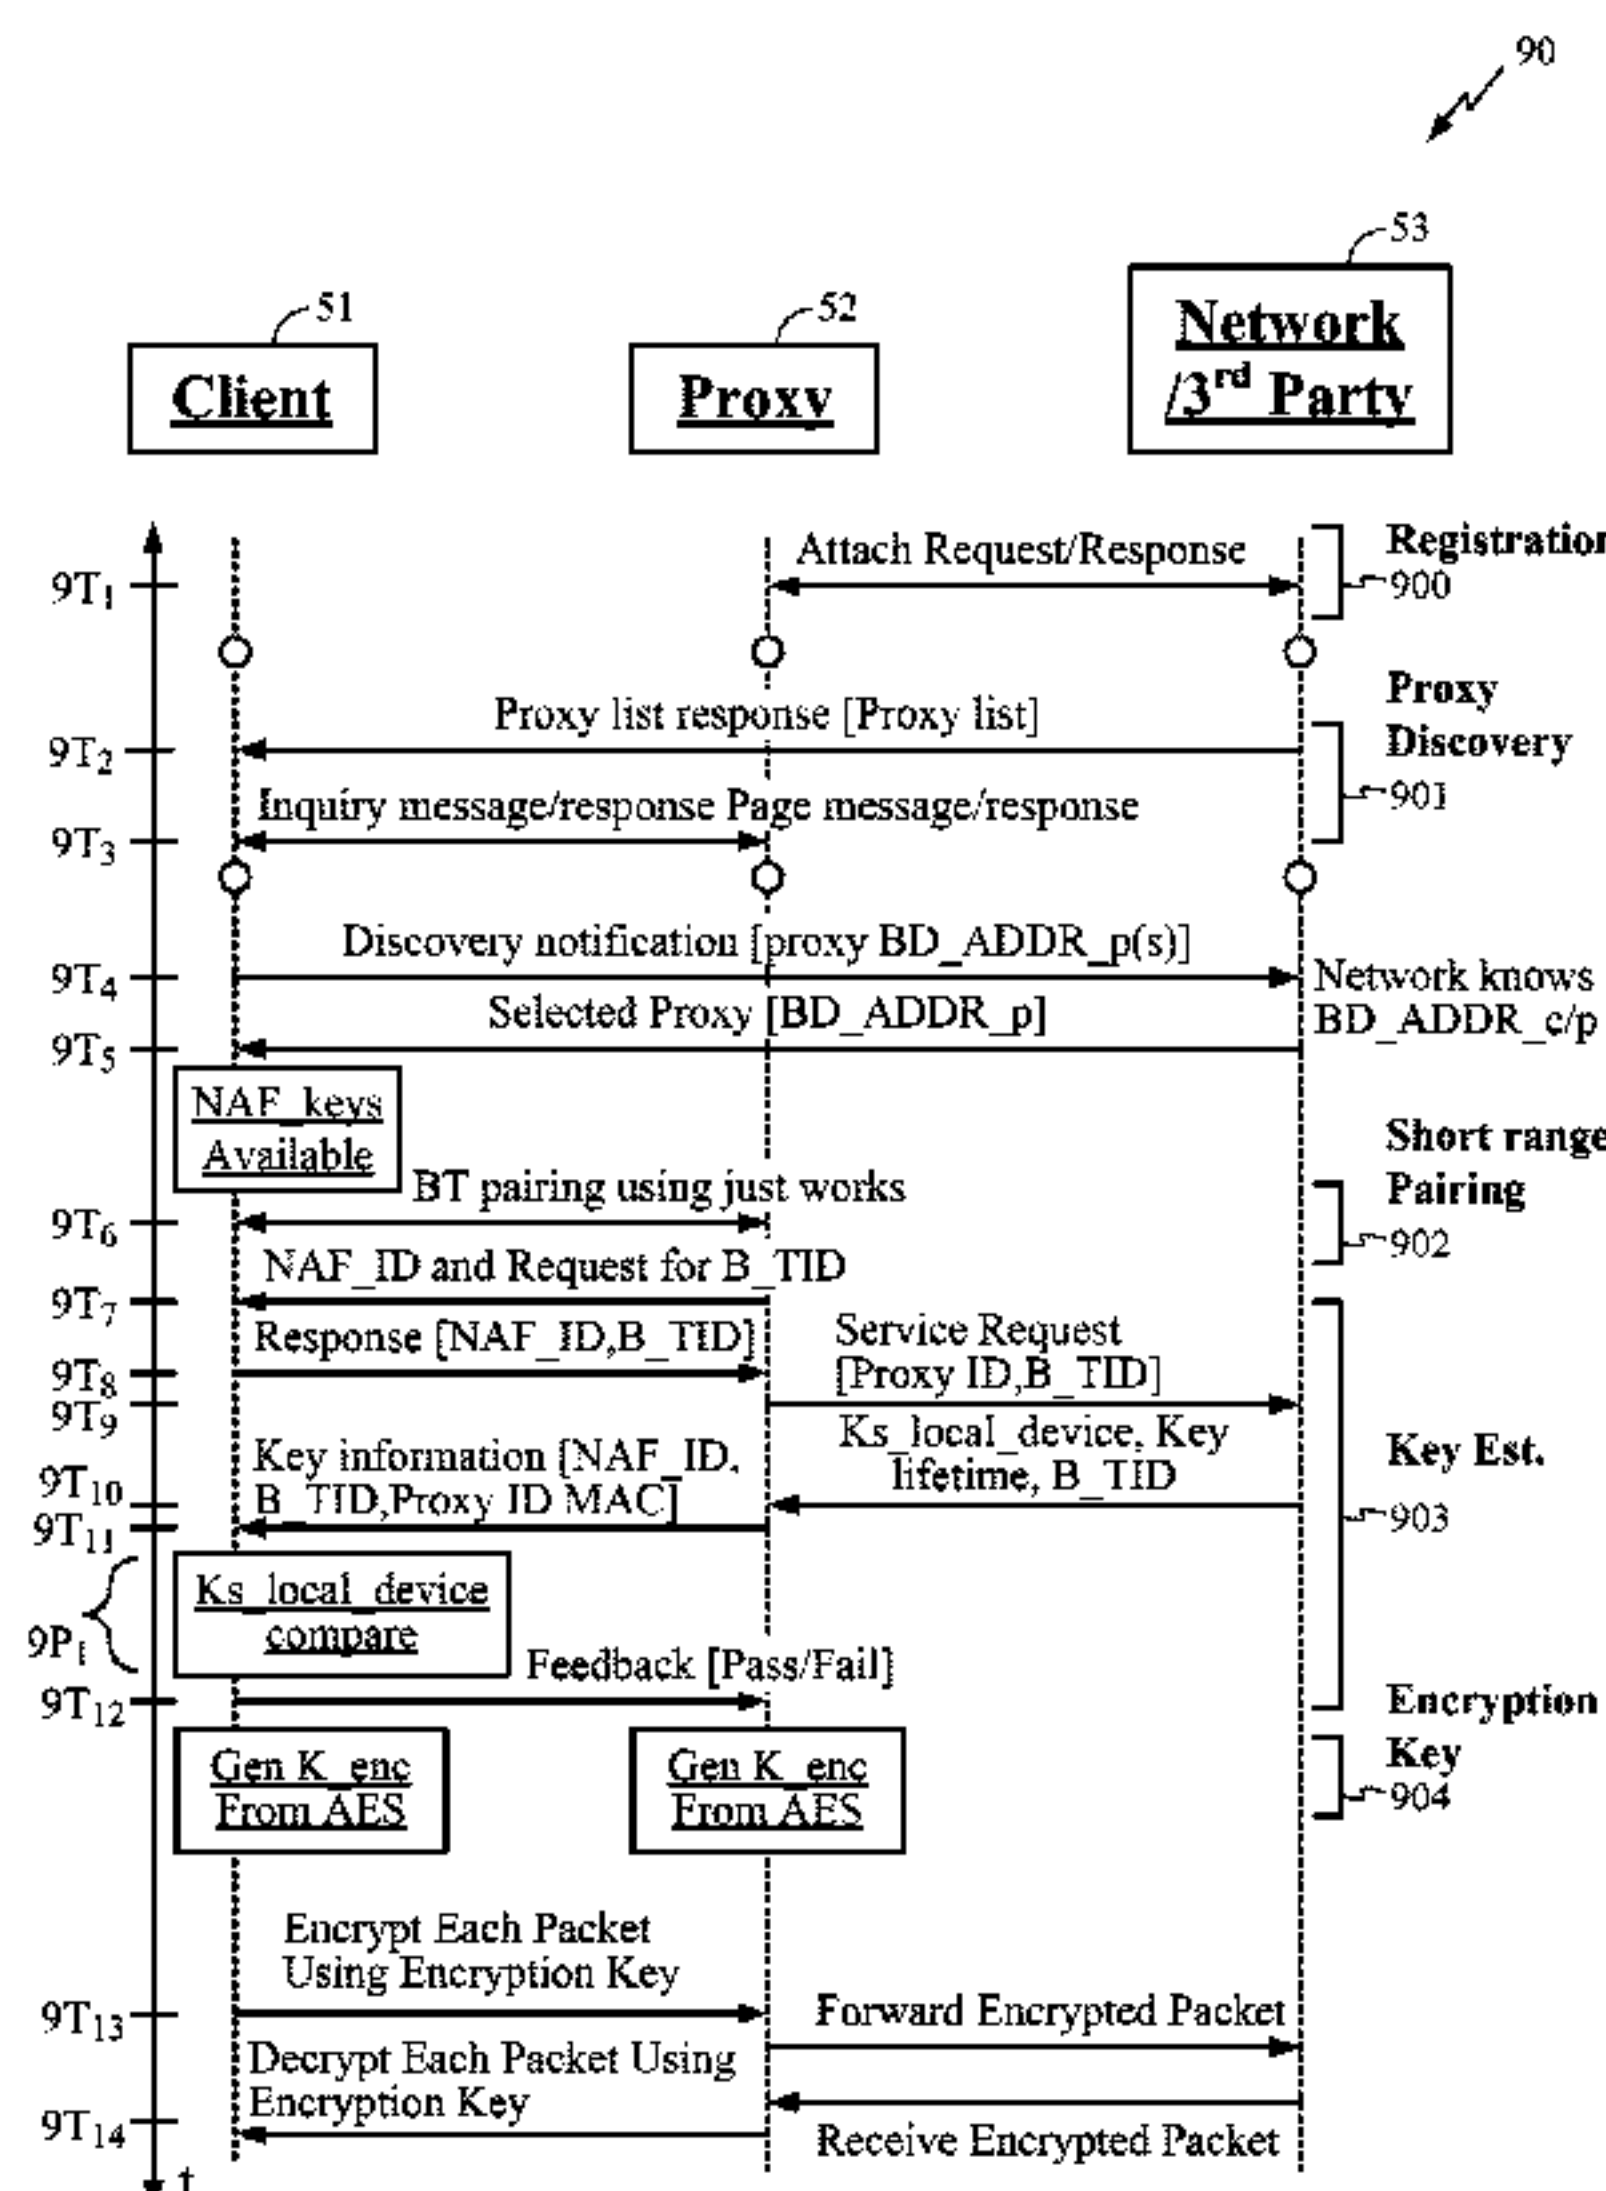 90
53
51
52
Network
/3rd Party
Client
Proxy
Attach Request/Response
Registration
9T1
900
Proxy
Discovery
Proxy list response [Proxy list]
9T2
901
Inquiry message/response Page message/response
9T3
Discovery notification [proxy BD_ADDR_p(s)]
9T4
Network knows
BD_ADDR_c/p
Selected Proxy [BD_ADDR_p]
9T5
NAF_keys
Available
Short range
Pairing
BT pairing using just works
9T6
902
NAF_ID and Request for B_TID
9T7
Response [NAF_ID,B_TID]
Service Request
[Proxy ID,B_TID]
9T8
9T9
Ks_local_device, Key
lifetime, B_TID
Key information [NAF_ID,
B_TID,Proxy ID MAC]
Key Est.
9T10
903
9T11
Ks_local_device
compare
9P1
Feedback [Pass/Fail]
9T12
Encryption
Key
904
Gen K_enc
From AES
Gen K_enc
From AES
Encrypt Each Packet
Using Encryption Key
9T13
Forward Encrypted Packet
Decrypt Each Packet Using
Encryption Key
9T14
Receive Encrypted Packet
t